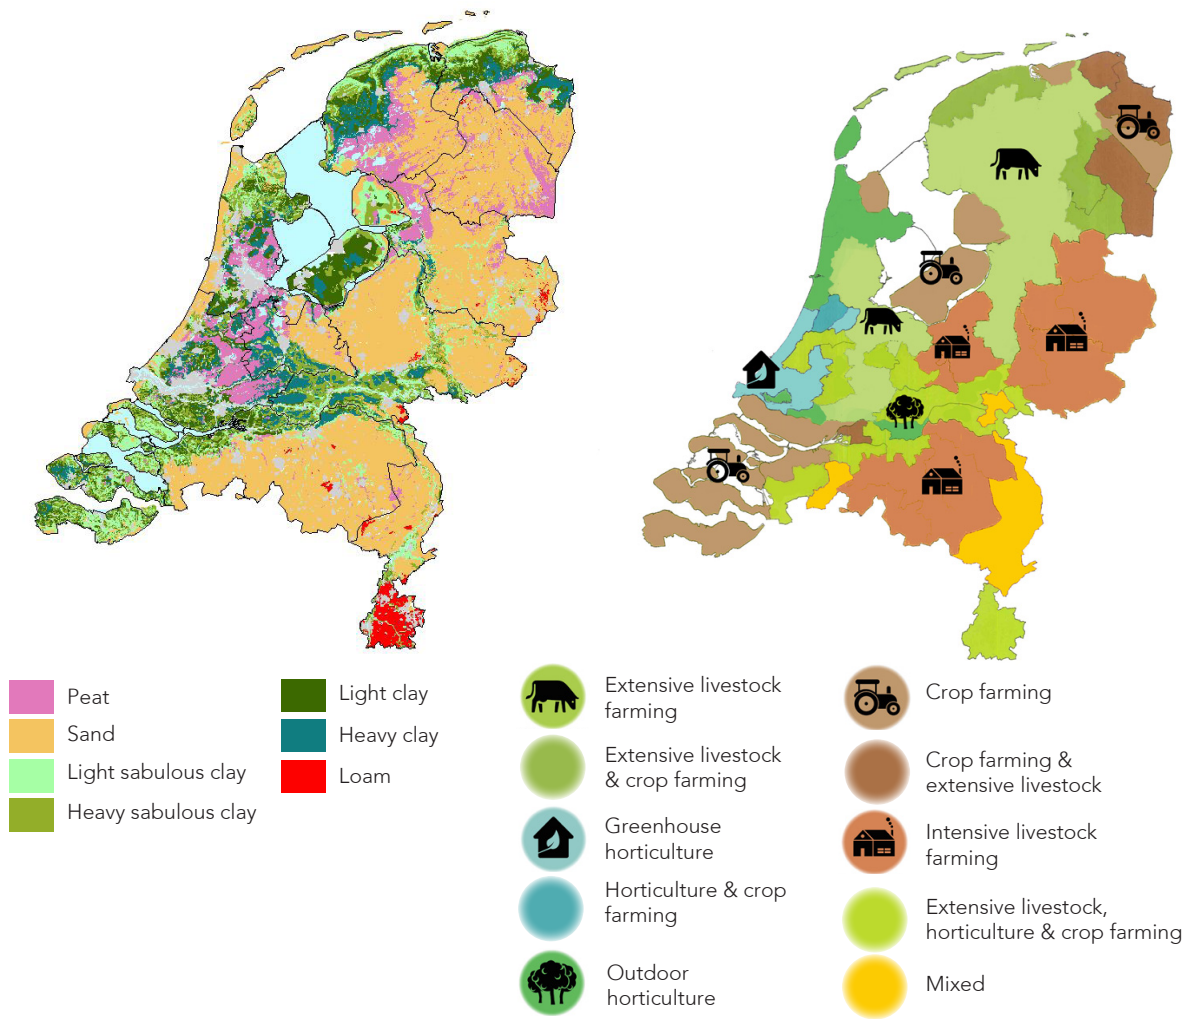 Peat
Sand
Light sabulous clay
Heavy sabulous clay
Light clay
Heavy clay
Loam
Extensive livestock
farming
Extensive livestock
& crop farming
Greenhouse
horticulture
Horticulture & crop
farming
Outdoor
horticulture
Crop farming
Crop farming &
extensive livestock
Intensive livestock
farming
Extensive livestock,
horticulture & crop farming
Mixed